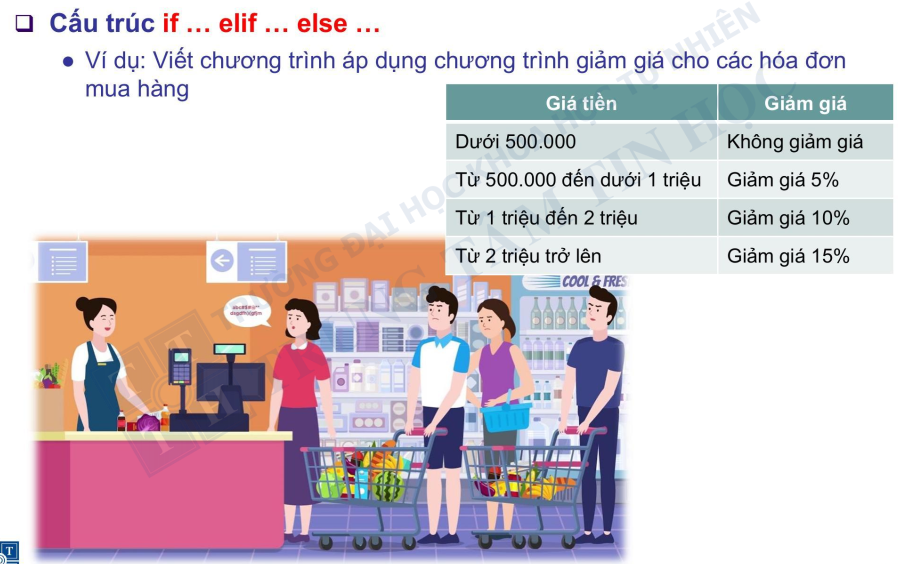 Cấu trúc if ... elif ... else ...
Ví dụ: Viết chương trình áp dụng chương trình giảm giá cho các hóa đơn
mua hàng
Giá tiền Giảm giá
Dưới 500.000 Không giảm giá
Từ 500.000 đến dưới 1 triệu Giảm giá 5%
Từ 1 triệu đến 2 triệu Giảm giá 10%
Từ 2 triệu trở lên Giảm giá 15%
COOL & FRES
TRƯỜNG ĐẠI HỌC KHOA HỌC TỰ NHIÊN
TRUNG TÂM TIN HỌC
T